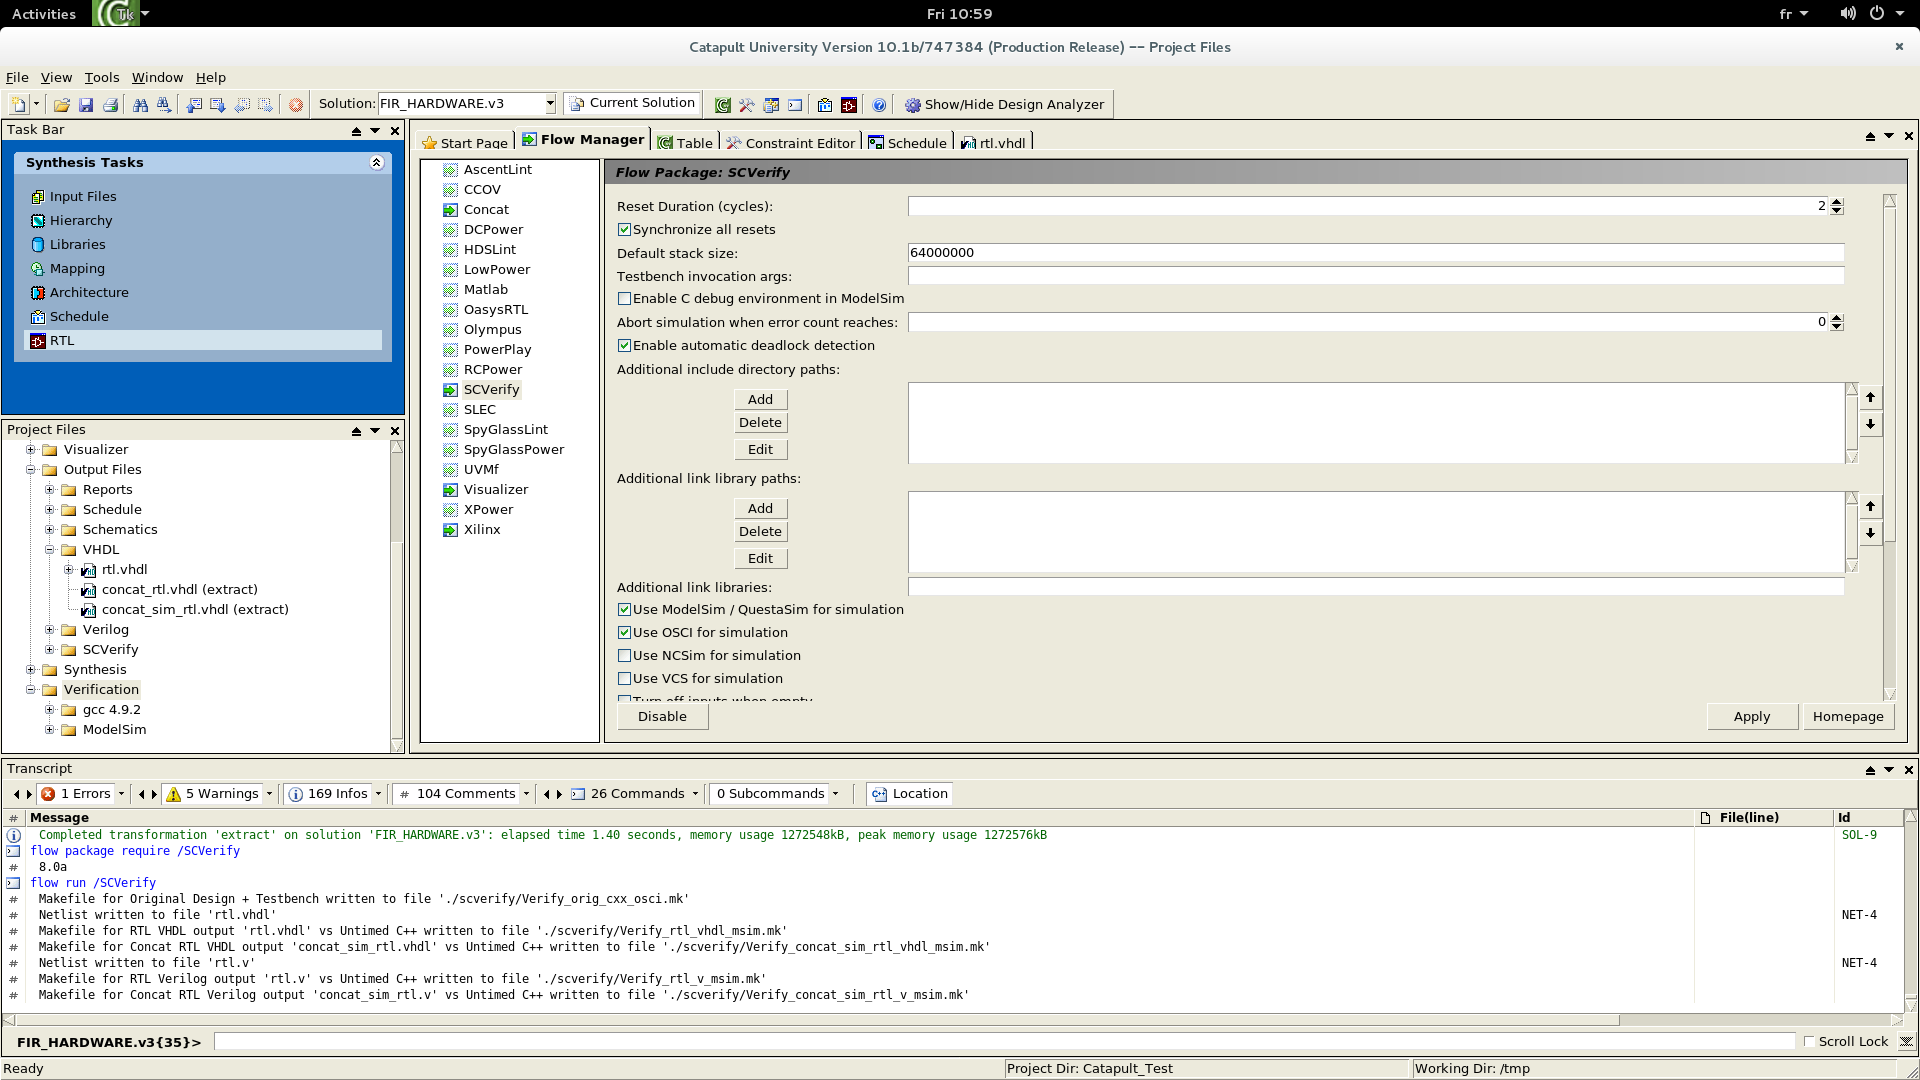 Activities
Tk
Fri 10:59
fr
Catapult University Version 10.1b/747384 (Production Release) -- Project Files
File View Tools Window Help
Solution: FIR_HARDWARE.v3 Current Solution Show/Hide Design Analyzer
Task Bar
Synthesis Tasks
Input Files
Hierarchy
Libraries
Mapping
Architecture
Schedule
RTL
Project Files
Visualizer
Output Files
Reports
Schedule
Schematics
VHDL
rtl.vhdl
concat_rtl.vhdl (extract)
concat_sim_rtl.vhdl (extract)
Verilog
SCVerify
Synthesis
Verification
gcc 4.9.2
ModelSim
Start Page Flow Manager Table Constraint Editor Schedule rtl.vhdl
AscentLint
CCOV
Concat
DCPower
HDSLint
LowPower
Matlab
OasysRTL
Olympus
PowerPlay
RCPower
SCVerify
SLEC
SpyGlassLint
SpyGlassPower
UVMf
Visualizer
XPower
Xilinx
Flow Package: SCVerify
Reset Duration (cycles): 2
Synchronize all resets
Default stack size: 64000000
Testbench invocation args:
Enable C debug environment in ModelSim
Abort simulation when error count reaches: 0
Enable automatic deadlock detection
Additional include directory paths:
Add
Delete
Edit
Additional link library paths:
Add
Delete
Edit
Additional link libraries:
Use ModelSim / QuestaSim for simulation
Use OSCI for simulation
Use NCSim for simulation
Use VCS for simulation
Turn off inputs when empty
Disable Apply Homepage
Transcript
1 Errors 5 Warnings 169 Infos # 104 Comments 26 Commands 0 Subcommands Location
# Message File(line) Id
Completed transformation 'extract' on solution 'FIR_HARDWARE.v3': elapsed time 1.40 seconds, memory usage 1272548kB, peak memory usage 1272576kB SOL-9
flow package require /SCVerify
# 8.0a
flow run /SCVerify
# Makefile for Original Design + Testbench written to file './scverify/Verify_orig_cxx_osci.mk'
# Netlist written to file 'rtl.vhdl' NET-4
# Makefile for RTL VHDL output 'rtl.vhdl' vs Untimed C++ written to file './scverify/Verify_rtl_vhdl_msim.mk'
# Makefile for Concat RTL VHDL output 'concat_sim_rtl.vhdl' vs Untimed C++ written to file './scverify/Verify_concat_sim_rtl_vhdl_msim.mk'
# Netlist written to file 'rtl.v' NET-4
# Makefile for RTL Verilog output 'rtl.v' vs Untimed C++ written to file './scverify/Verify_rtl_v_msim.mk'
# Makefile for Concat RTL Verilog output 'concat_sim_rtl.v' vs Untimed C++ written to file './scverify/Verify_concat_sim_rtl_v_msim.mk'
FIR_HARDWARE.v3{35}> Scroll Lock
Ready Project Dir: Catapult_Test Working Dir: /tmp